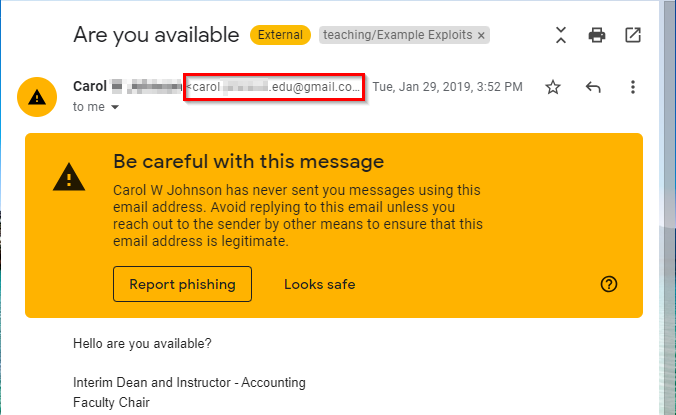 Are you available External teaching/Example Exploits ×
Carol <carol .edu@gmail.co... Tue, Jan 29, 2019, 3:52 PM
to me
Be careful with this message
Carol W Johnson has never sent you messages using this
email address. Avoid replying to this email unless you
reach out to the sender by other means to ensure that this
email address is legitimate.
Report phishing Looks safe
Hello are you available?
Interim Dean and Instructor - Accounting
Faculty Chair